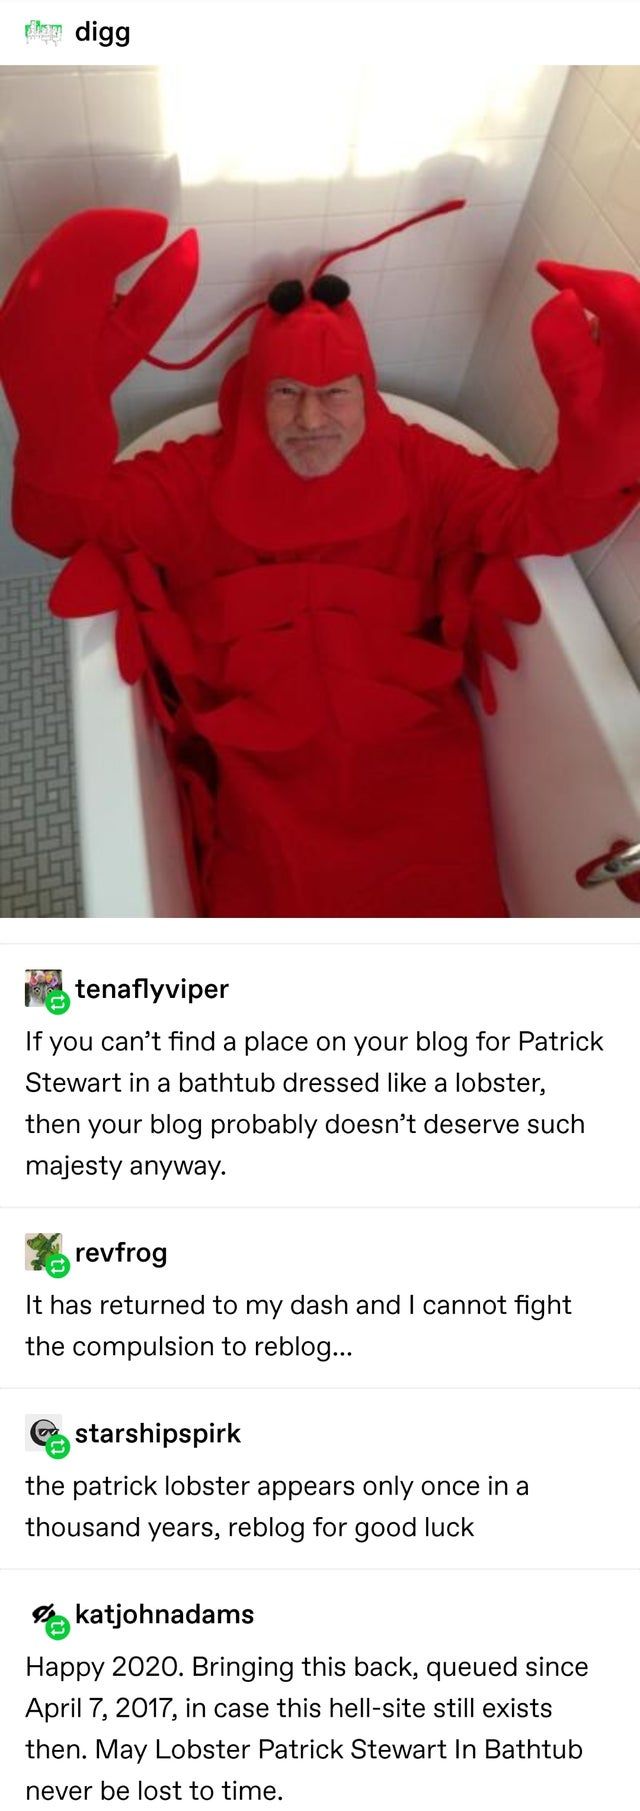 digg
tenaflyviper
If you can’t find a place on your blog for Patrick
Stewart in a bathtub dressed like a lobster,
then your blog probably doesn’t deserve such
majesty anyway.
revfrog
It has returned to my dash and I cannot fight
the compulsion to reblog...
starshipspirk
the patrick lobster appears only once in a
thousand years, reblog for good luck
katjohnadams
Happy 2020. Bringing this back, queued since
April 7, 2017, in case this hell-site still exists
then. May Lobster Patrick Stewart In Bathtub
never be lost to time.